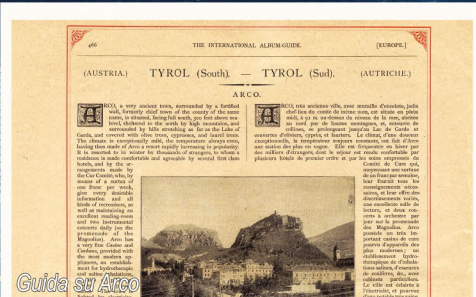 466 THE INTERNATIONAL ALBUM-GUIDE. [EUROPE.]
(AUSTRIA.) TYROL (South). — TYROL (Sud). (AUTRICHE.)
ARCO.
ARCO, a very ancient town, surrounded by a fortified
wall, formerly chief town of the county of the same
name, is situated, facing full south, 300 feet above sea-
level, sheltered to the north by high mountains, and
surrounded by hills stretching as far as the Lake of
Garda, and covered with olive trees, cypresses, and laurel trees.
The climate is exceptionally mild, the temperature always even,
having thus made of Arco a resort rapidly increasing in popularity.
It is resorted to in winter by thousands of strangers, to whom a
residence is made comfortable and agreeable by several first class
hotels, and by the ar-
rangements made by
the Cur Comité, who, by
means of a curtax of
one franc per week,
give every desirable
information and all
kinds of recreations, as
well as maintaining an
excellent reading-room
and two instrumental
concerts daily (on the
promenade of the
Magnolias). Arco has
a very fine Casino and
Curhaus, provided with
the most modern ap-
pliances, an establish-
ment for hydrotherapic
and saline inhalations,
ARCO, très ancienne ville, avec muraille d'enceinte, jadis
chef-lieu du comté de même nom, est située en plein
midi, à 90 m. au-dessus du niveau de la mer, abritée
au nord par de hautes montagnes, et entourée de
collines, se prolongeant jusqu'au Lac de Garde et
couvertes d'oliviers, cyprès, et lauriers. Le climat, d'une douceur
exceptionnelle, la température toujours constante, ont fait d'Arco
une station des plus en vogue. Elle est fréquentée en hiver par
des milliers d'étrangers, dont le séjour est rendu confortable par
plusieurs hôtels de premier ordre et par les soins empressés du
Comité de Cure qui,
moyennant une curtaxe
de un franc par semaine,
leur fournit tous les
renseignements néces-
saires, et leur offre des
divertissements variés,
une excellente salle de
lecture, et deux con-
certs à orchestre par
jour sur la promenade
des Magnolias. Arco
possède un très im-
portant casino de cure
pourvu d'appareils des
plus modernes; un
établissement hydro-
thérapique et d'inhala-
tions salines, d'essences
de conifères, &c., avec
cabinets particuliers.
La ville est éclairée à
l'électricité, et pourvue
Guida su Arco